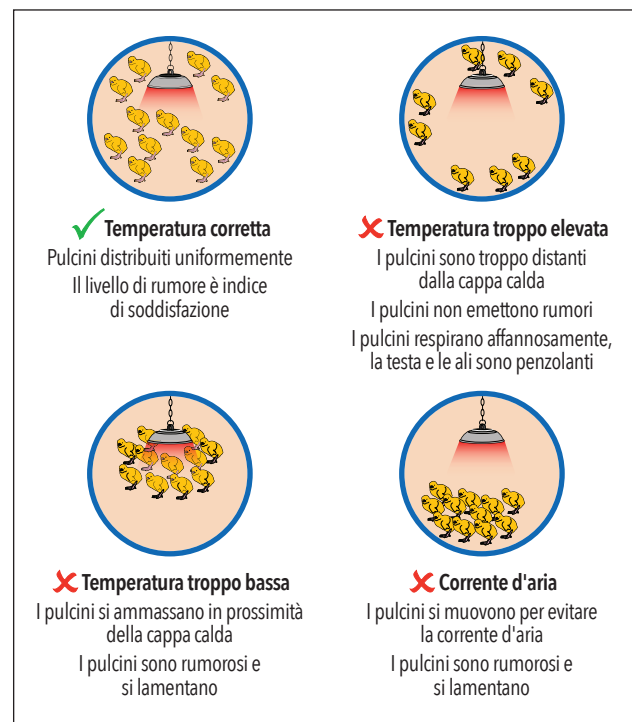 Temperatura corretta
Pulcini distribuiti uniformemente
Il livello di rumore è indice
di soddisfazione
Temperatura troppo elevata
I pulcini sono troppo distanti
dalla cappa calda
I pulcini non emettono rumori
I pulcini respirano affannosamente,
la testa e le ali sono penzolanti
Temperatura troppo bassa
I pulcini si ammassano in prossimità
della cappa calda
I pulcini sono rumorosi e
si lamentano
Corrente d'aria
I pulcini si muovono per evitare
la corrente d'aria
I pulcini sono rumorosi e
si lamentano